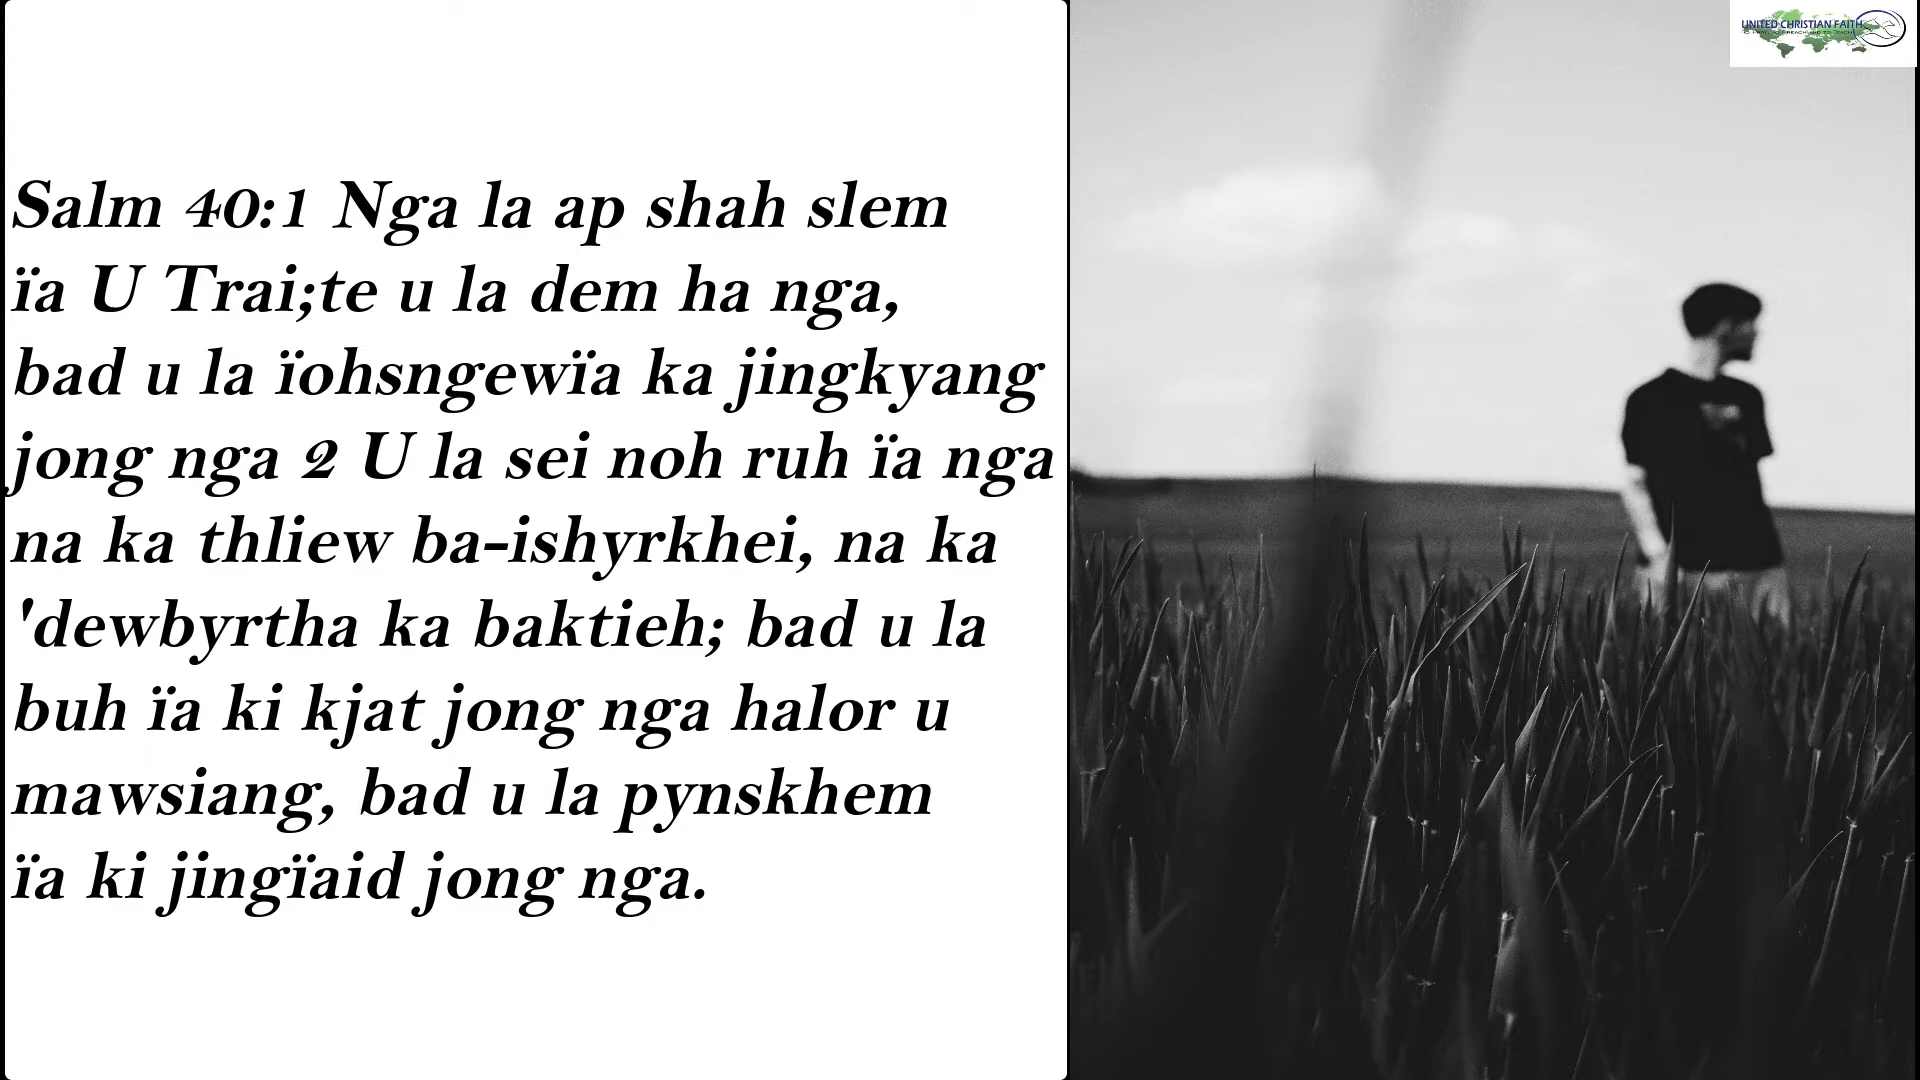 Salm 40:1 Nga la ap shah slem
ïa U Trai;te u la dem ha nga,
bad u la ïohsngewïa ka jingkyang
jong nga 2 U la sei noh ruh ïa nga
na ka thliew ba-ishyrkhei, na ka
'dewbyrtha ka baktieh; bad u la
buh ïa ki kjat jong nga halor u
mawsiang, bad u la pynskhem
ïa ki jingïaid jong nga.
UNITED CHRISTIAN FAITH